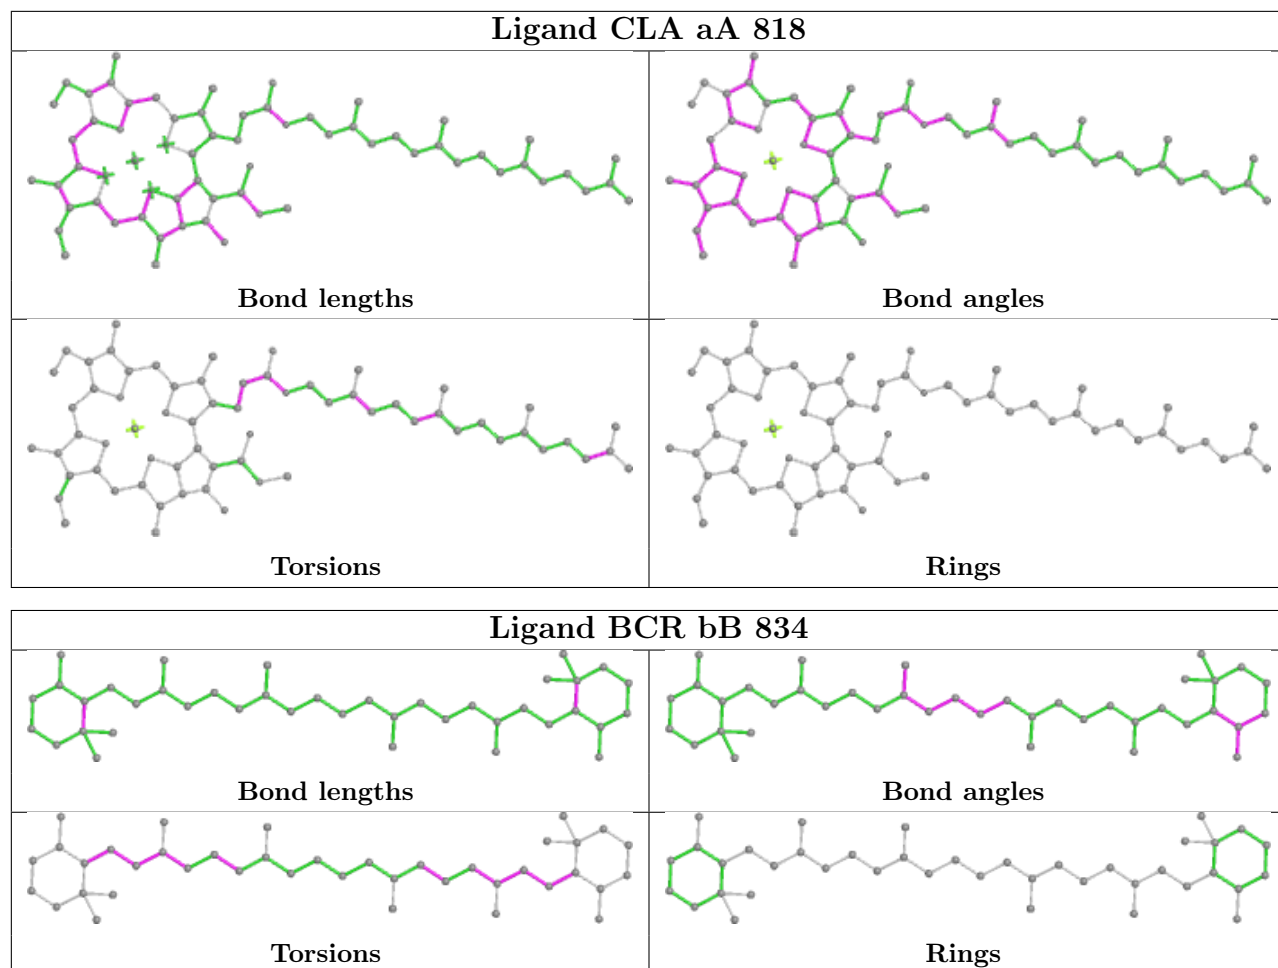 Ligand CLA aA 818
Bond lengths
Bond angles
Torsions
Rings
Ligand BCR bB 834
Bond lengths
Bond angles
Torsions
Rings